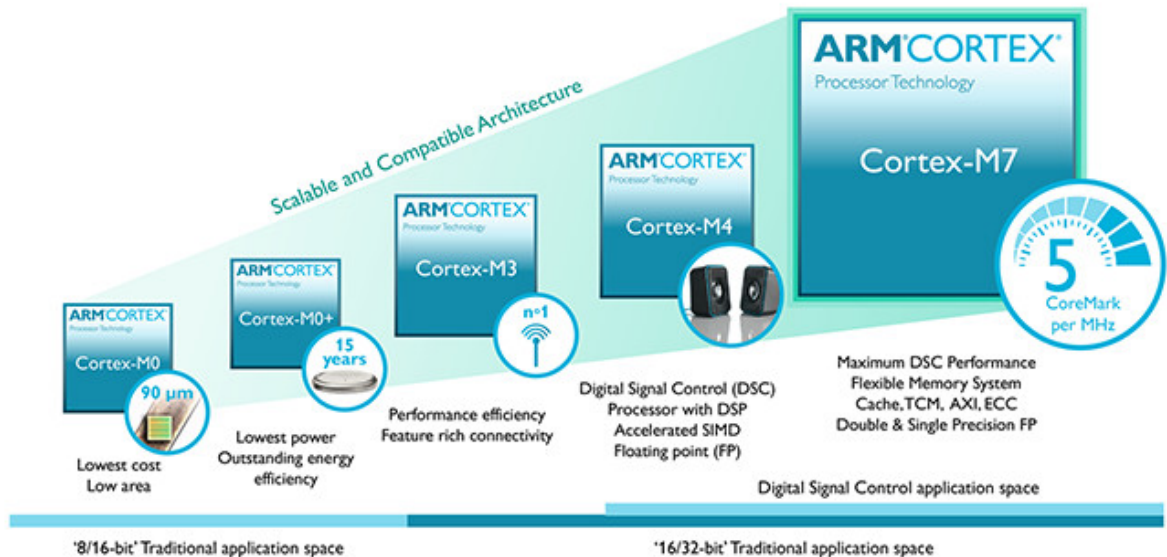 Scalable and Compatible Architecture
ARM®CORTEX®
Processor Technology
Cortex-M0
90 µm
Lowest cost
Low area
ARM®CORTEX®
Processor Technology
Cortex-M0+
15
years
Lowest power
Outstanding energy
efficiency
ARM®CORTEX®
Processor Technology
Cortex-M3
nº1
Performance efficiency
Feature rich connectivity
ARM®CORTEX®
Processor Technology
Cortex-M4
Digital Signal Control (DSC)
Processor with DSP
Accelerated SIMD
Floating point (FP)
ARM®CORTEX®
Processor Technology
Cortex-M7
5
CoreMark
per MHz
Maximum DSC Performance
Flexible Memory System
Cache, TCM, AXI, ECC
Double & Single Precision FP
Digital Signal Control application space
'8/16-bit' Traditional application space
'16/32-bit' Traditional application space